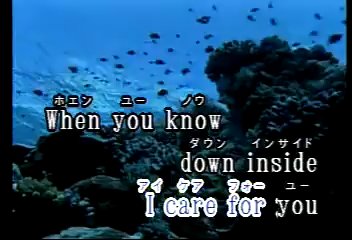 ホエン ユー ノウ
When you know
ダウン インサイド
down inside
アイ ケア フォー ユー
I care for you